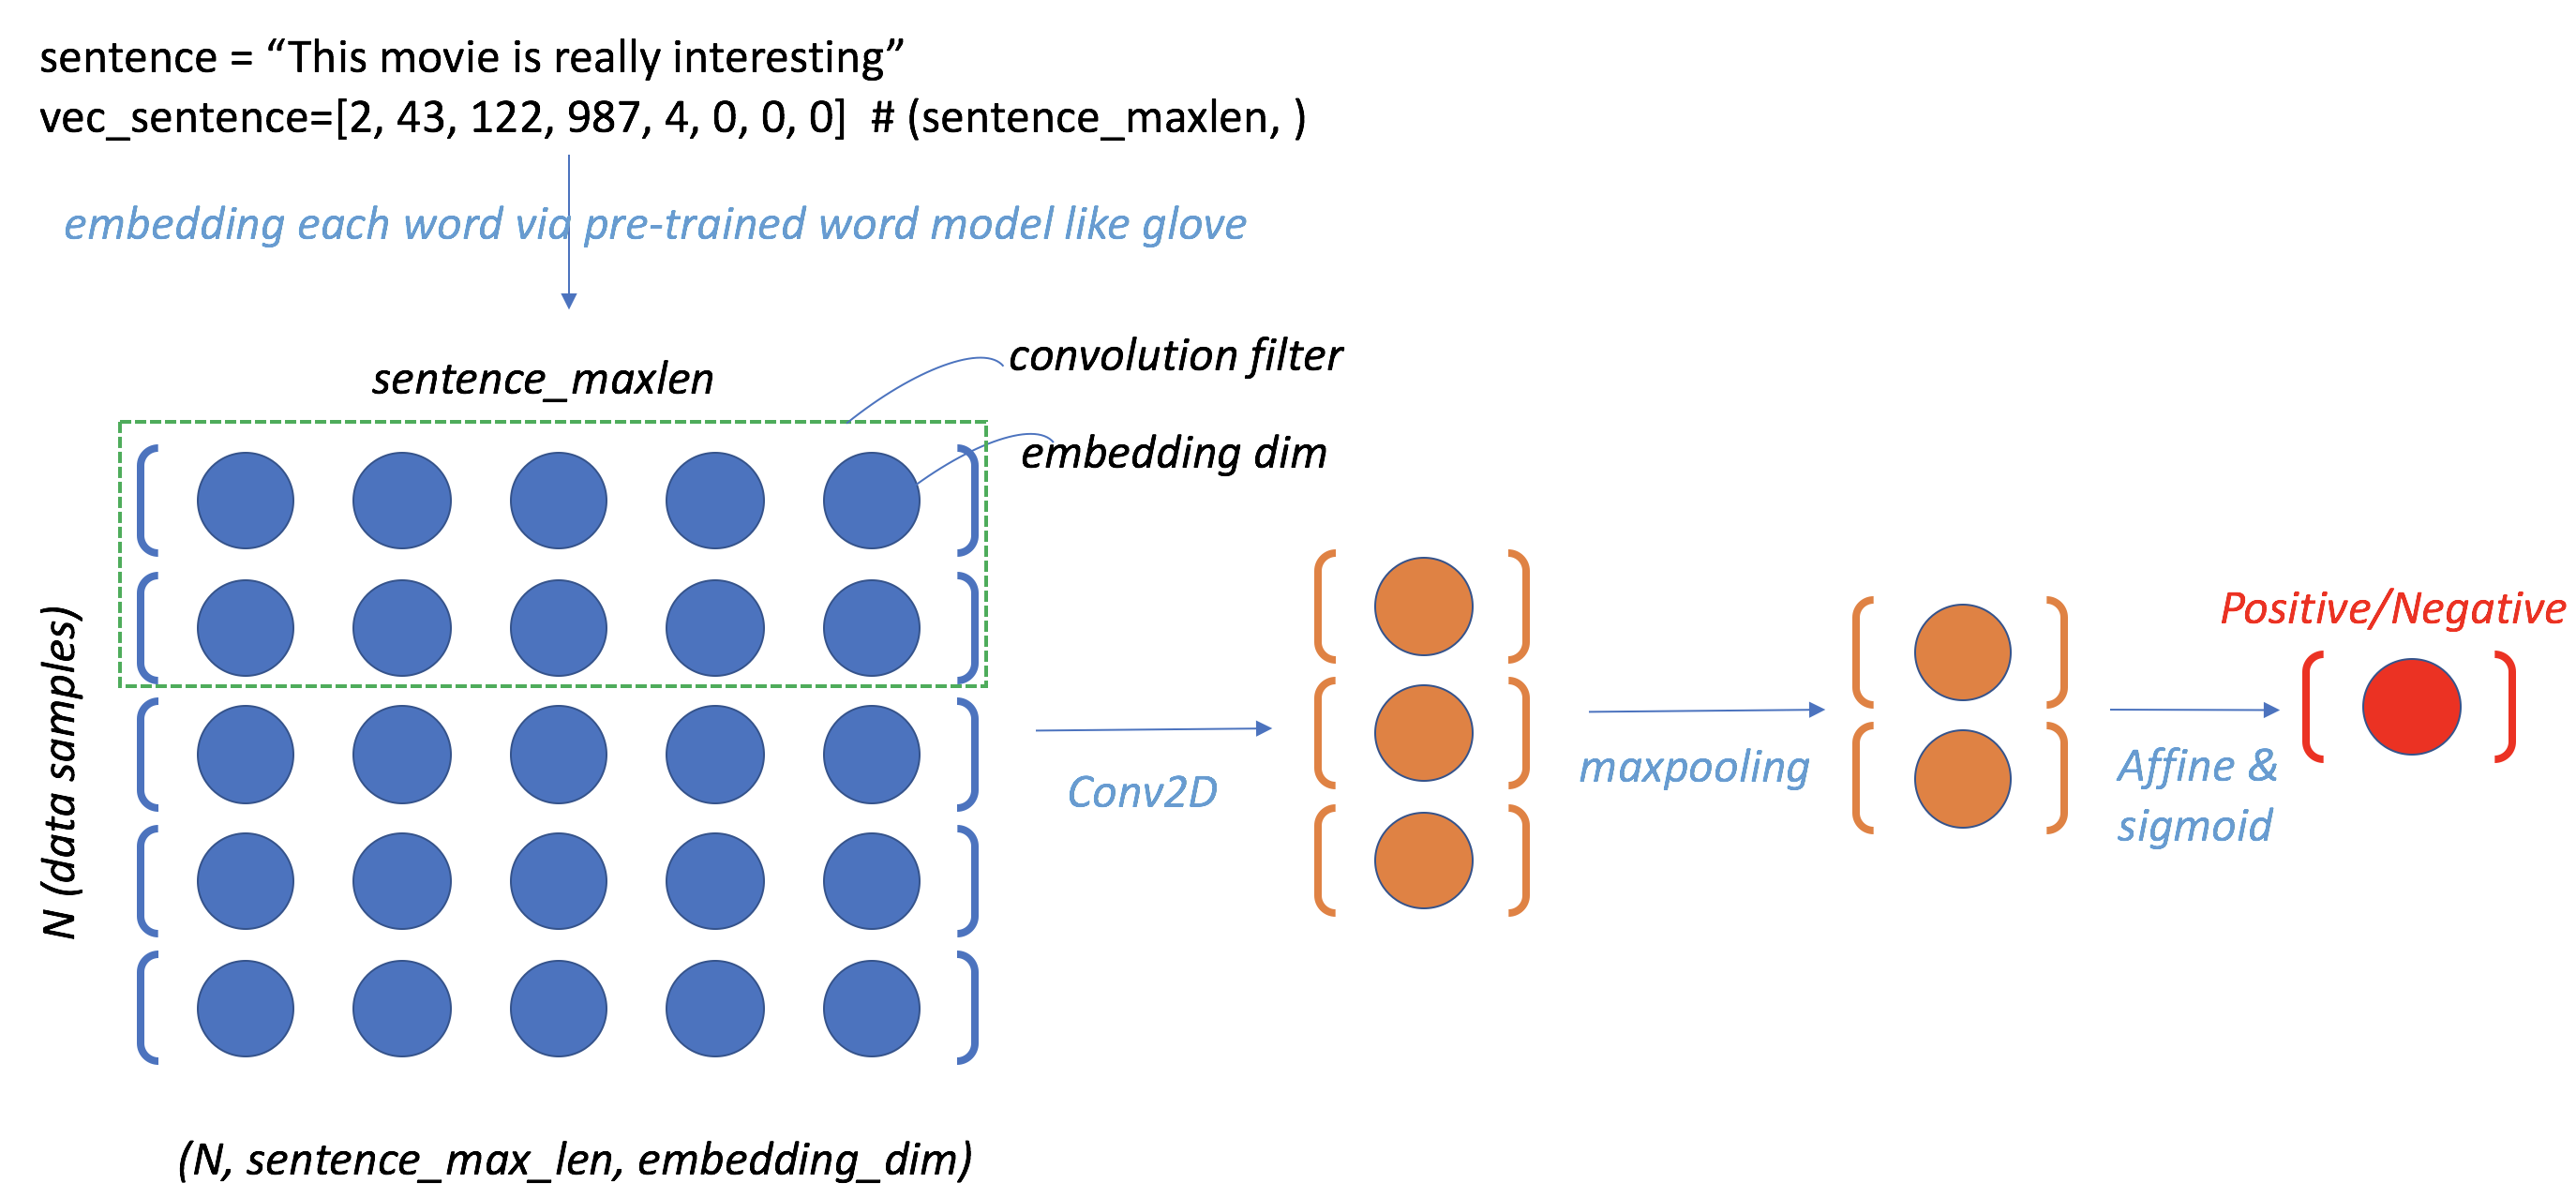 sentence = “This movie is really interesting”
vec_sentence=[2, 43, 122, 987, 4, 0, 0, 0]  # (sentence_maxlen, )
embedding each word via pre-trained word model like glove
sentence_maxlen
convolution filter
embedding dim
N (data samples)
Conv2D
maxpooling
Affine &
sigmoid
Positive/Negative
(N, sentence_max_len, embedding_dim)